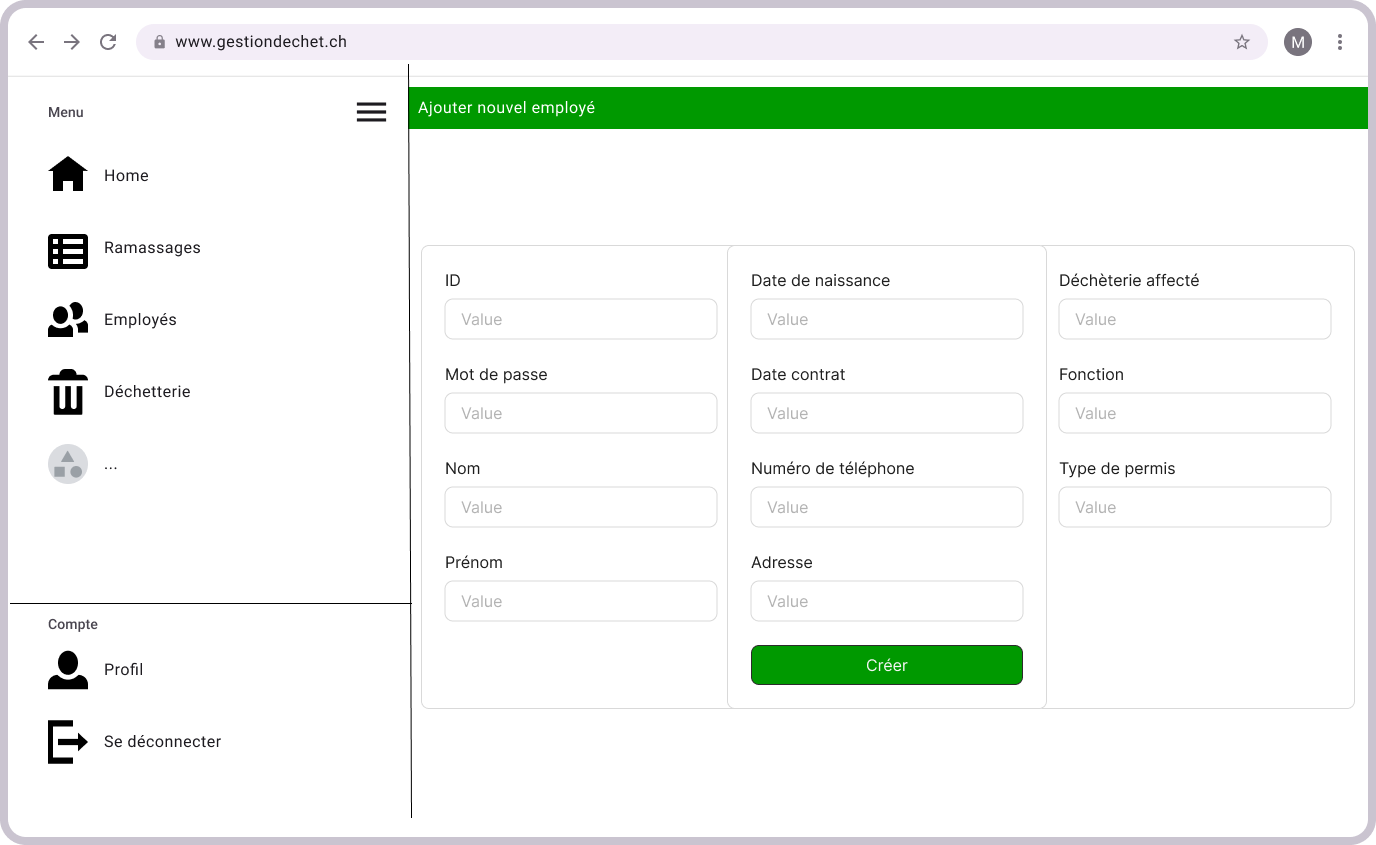 www.gestiondechet.ch
M
Menu
Home
Ramassages
Employés
Déchetterie
...
Compte
Profil
Se déconnecter
Ajouter nouvel employé
ID
Value
Mot de passe
Value
Nom
Value
Prénom
Value
Date de naissance
Value
Date contrat
Value
Numéro de téléphone
Value
Adresse
Value
Créer
Déchèterie affecté
Value
Fonction
Value
Type de permis
Value